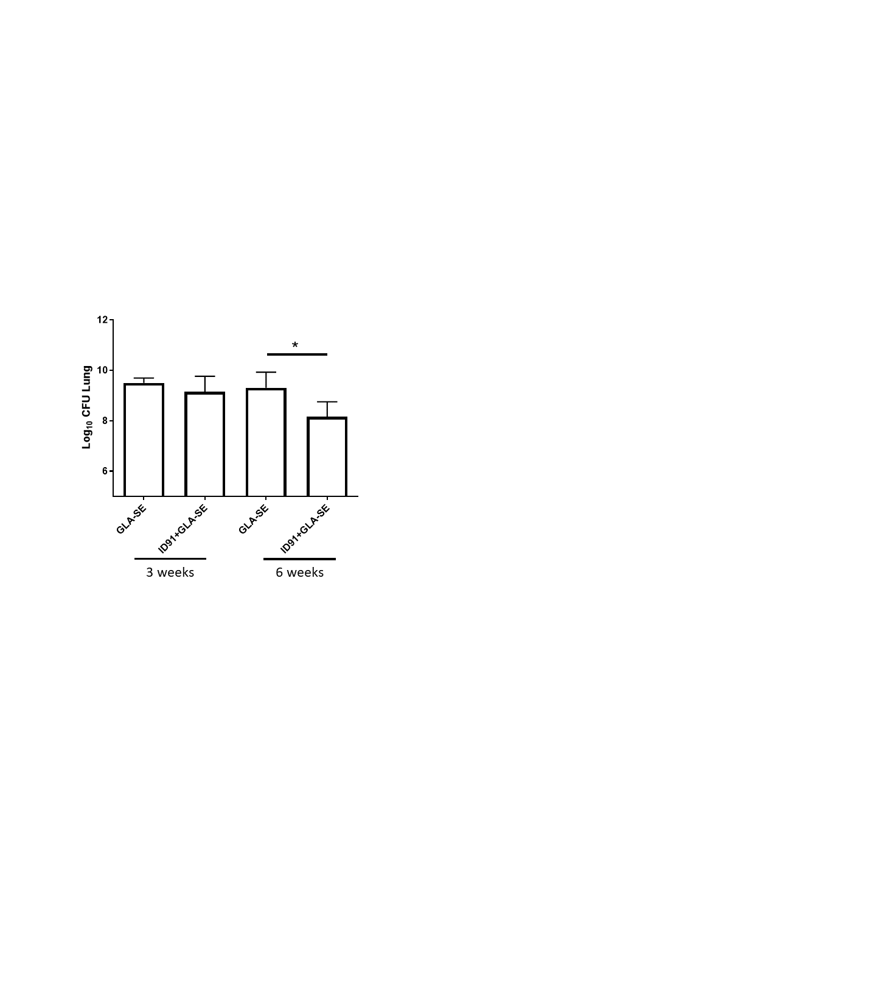 12
10
8
6
Log10 CFU Lung
*
GLA-SE
ID91+GLA-SE
GLA-SE
ID91+GLA-SE
3 weeks
6 weeks